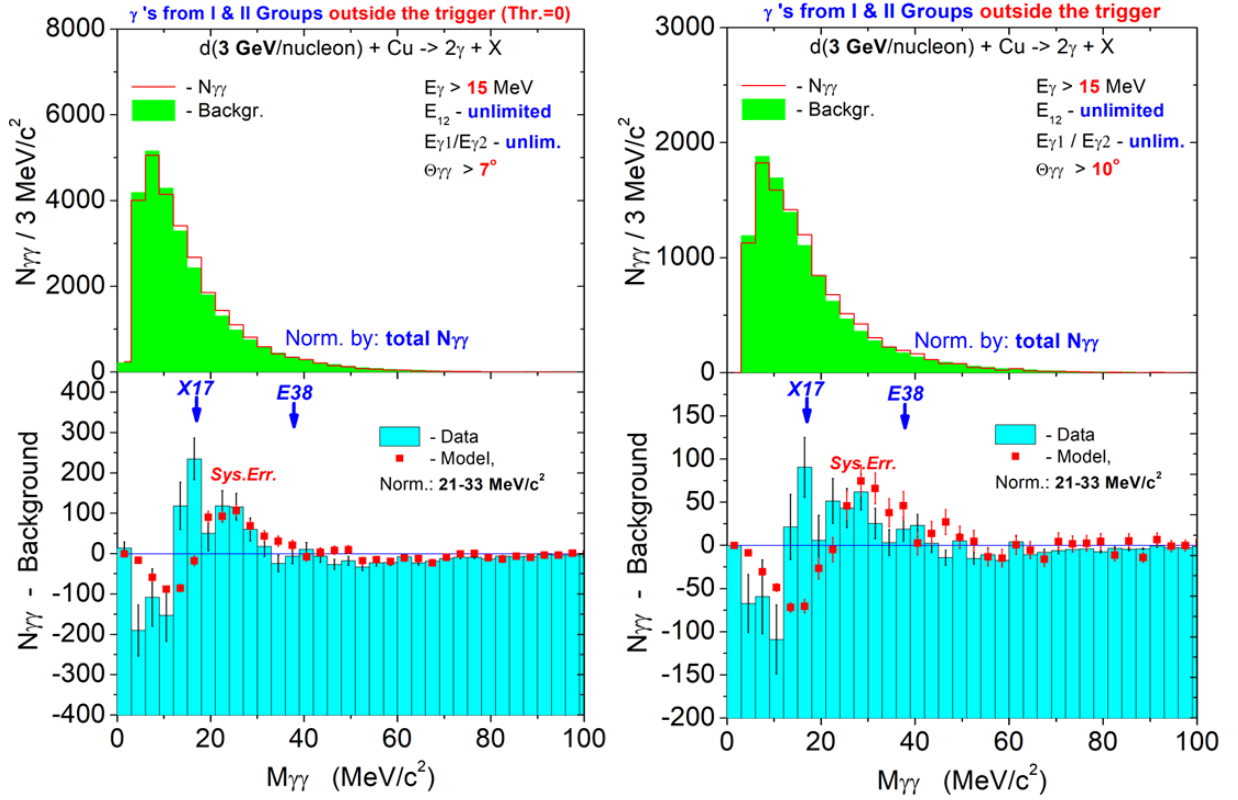 γ 's from I & II Groups outside the trigger (Thr.=0)
d(3 GeV/nucleon) + Cu -> 2γ + X
- Nγγ
- Backgr.
Eγ > 15 MeV
E12 - unlimited
Eγ1/Eγ2 - unlim.
Θγγ > 7°
Norm. by: total Nγγ
Nγγ / 3 MeV/c²
8000
6000
4000
2000
0
X17
E38
- Data
- Model,
Norm.: 21-33 MeV/c²
Sys.Err.
Nγγ - Background
400
300
200
100
0
-100
-200
-300
-400
0 20 40 60 80 100
Mγγ (MeV/c²)
γ 's from I & II Groups outside the trigger
d(3 GeV/nucleon) + Cu -> 2γ + X
- Nγγ
- Backgr.
Eγ > 15 MeV
E12 - unlimited
Eγ1 / Eγ2 - unlim.
Θγγ > 10°
Norm. by: total Nγγ
Nγγ / 3 MeV/c²
3000
2000
1000
0
X17
E38
- Data
- Model,
Norm.: 21-33 MeV/c²
Sys.Err.
Nγγ - Background
150
100
50
0
-50
-100
-150
-200
0 20 40 60 80 100
Mγγ (MeV/c²)